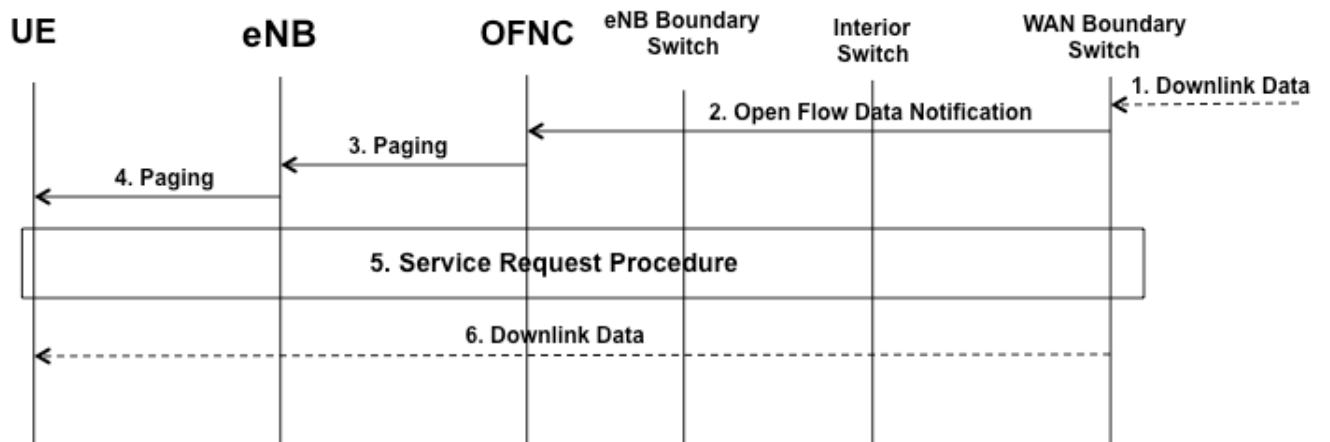 UE
eNB
OFNC
eNB Boundary
Switch
Interior
Switch
WAN Boundary
Switch
1. Downlink Data
2. Open Flow Data Notification
3. Paging
4. Paging
5. Service Request Procedure
6. Downlink Data